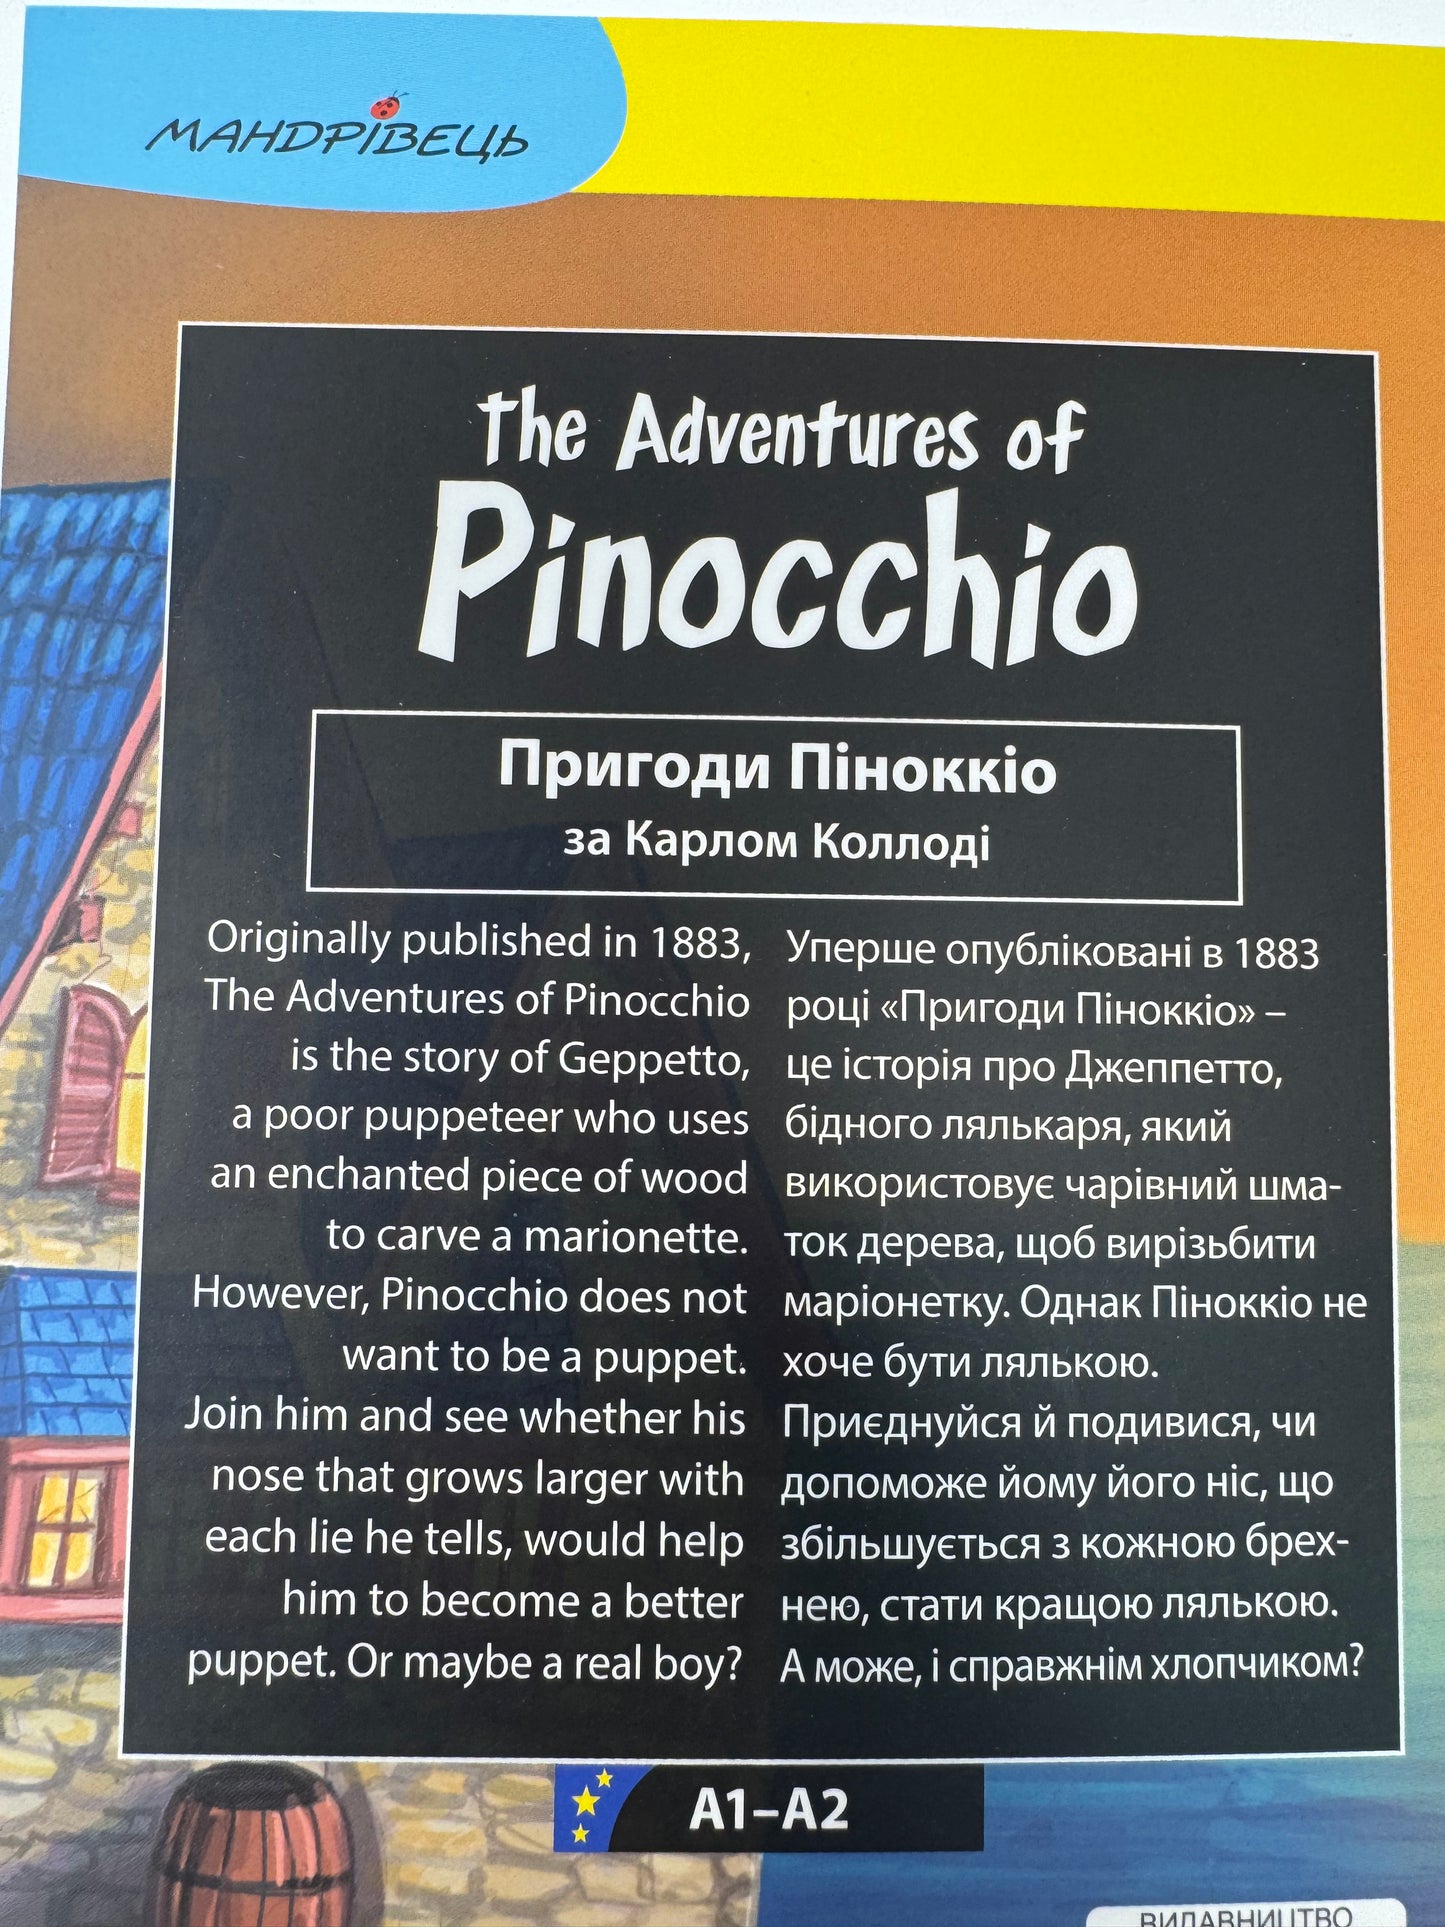 МАНДРІВЕЦЬ
The Adventures of
Pinocchio
Пригоди Піноккіо
за Карлом Коллоді
Originally published in 1883,
The Adventures of Pinocchio
is the story of Geppetto,
a poor puppeteer who uses
an enchanted piece of wood
to carve a marionette.
However, Pinocchio does not
want to be a puppet.
Join him and see whether his
nose that grows larger with
each lie he tells, would help
him to become a better
puppet. Or maybe a real boy?
Уперше опубліковані в 1883
році «Пригоди Піноккіо» –
це історія про Джеппетто,
бідного лялькаря, який
використовує чарівний шма-
ток дерева, щоб вирізьбити
маріонетку. Однак Піноккіо не
хоче бути лялькою.
Приєднуйся й подивися, чи
допоможе йому його ніс, що
збільшується з кожною брех-
нею, стати кращою лялькою.
А може, і справжнім хлопчиком?
A1–A2
ВИДАВНИЦТВО